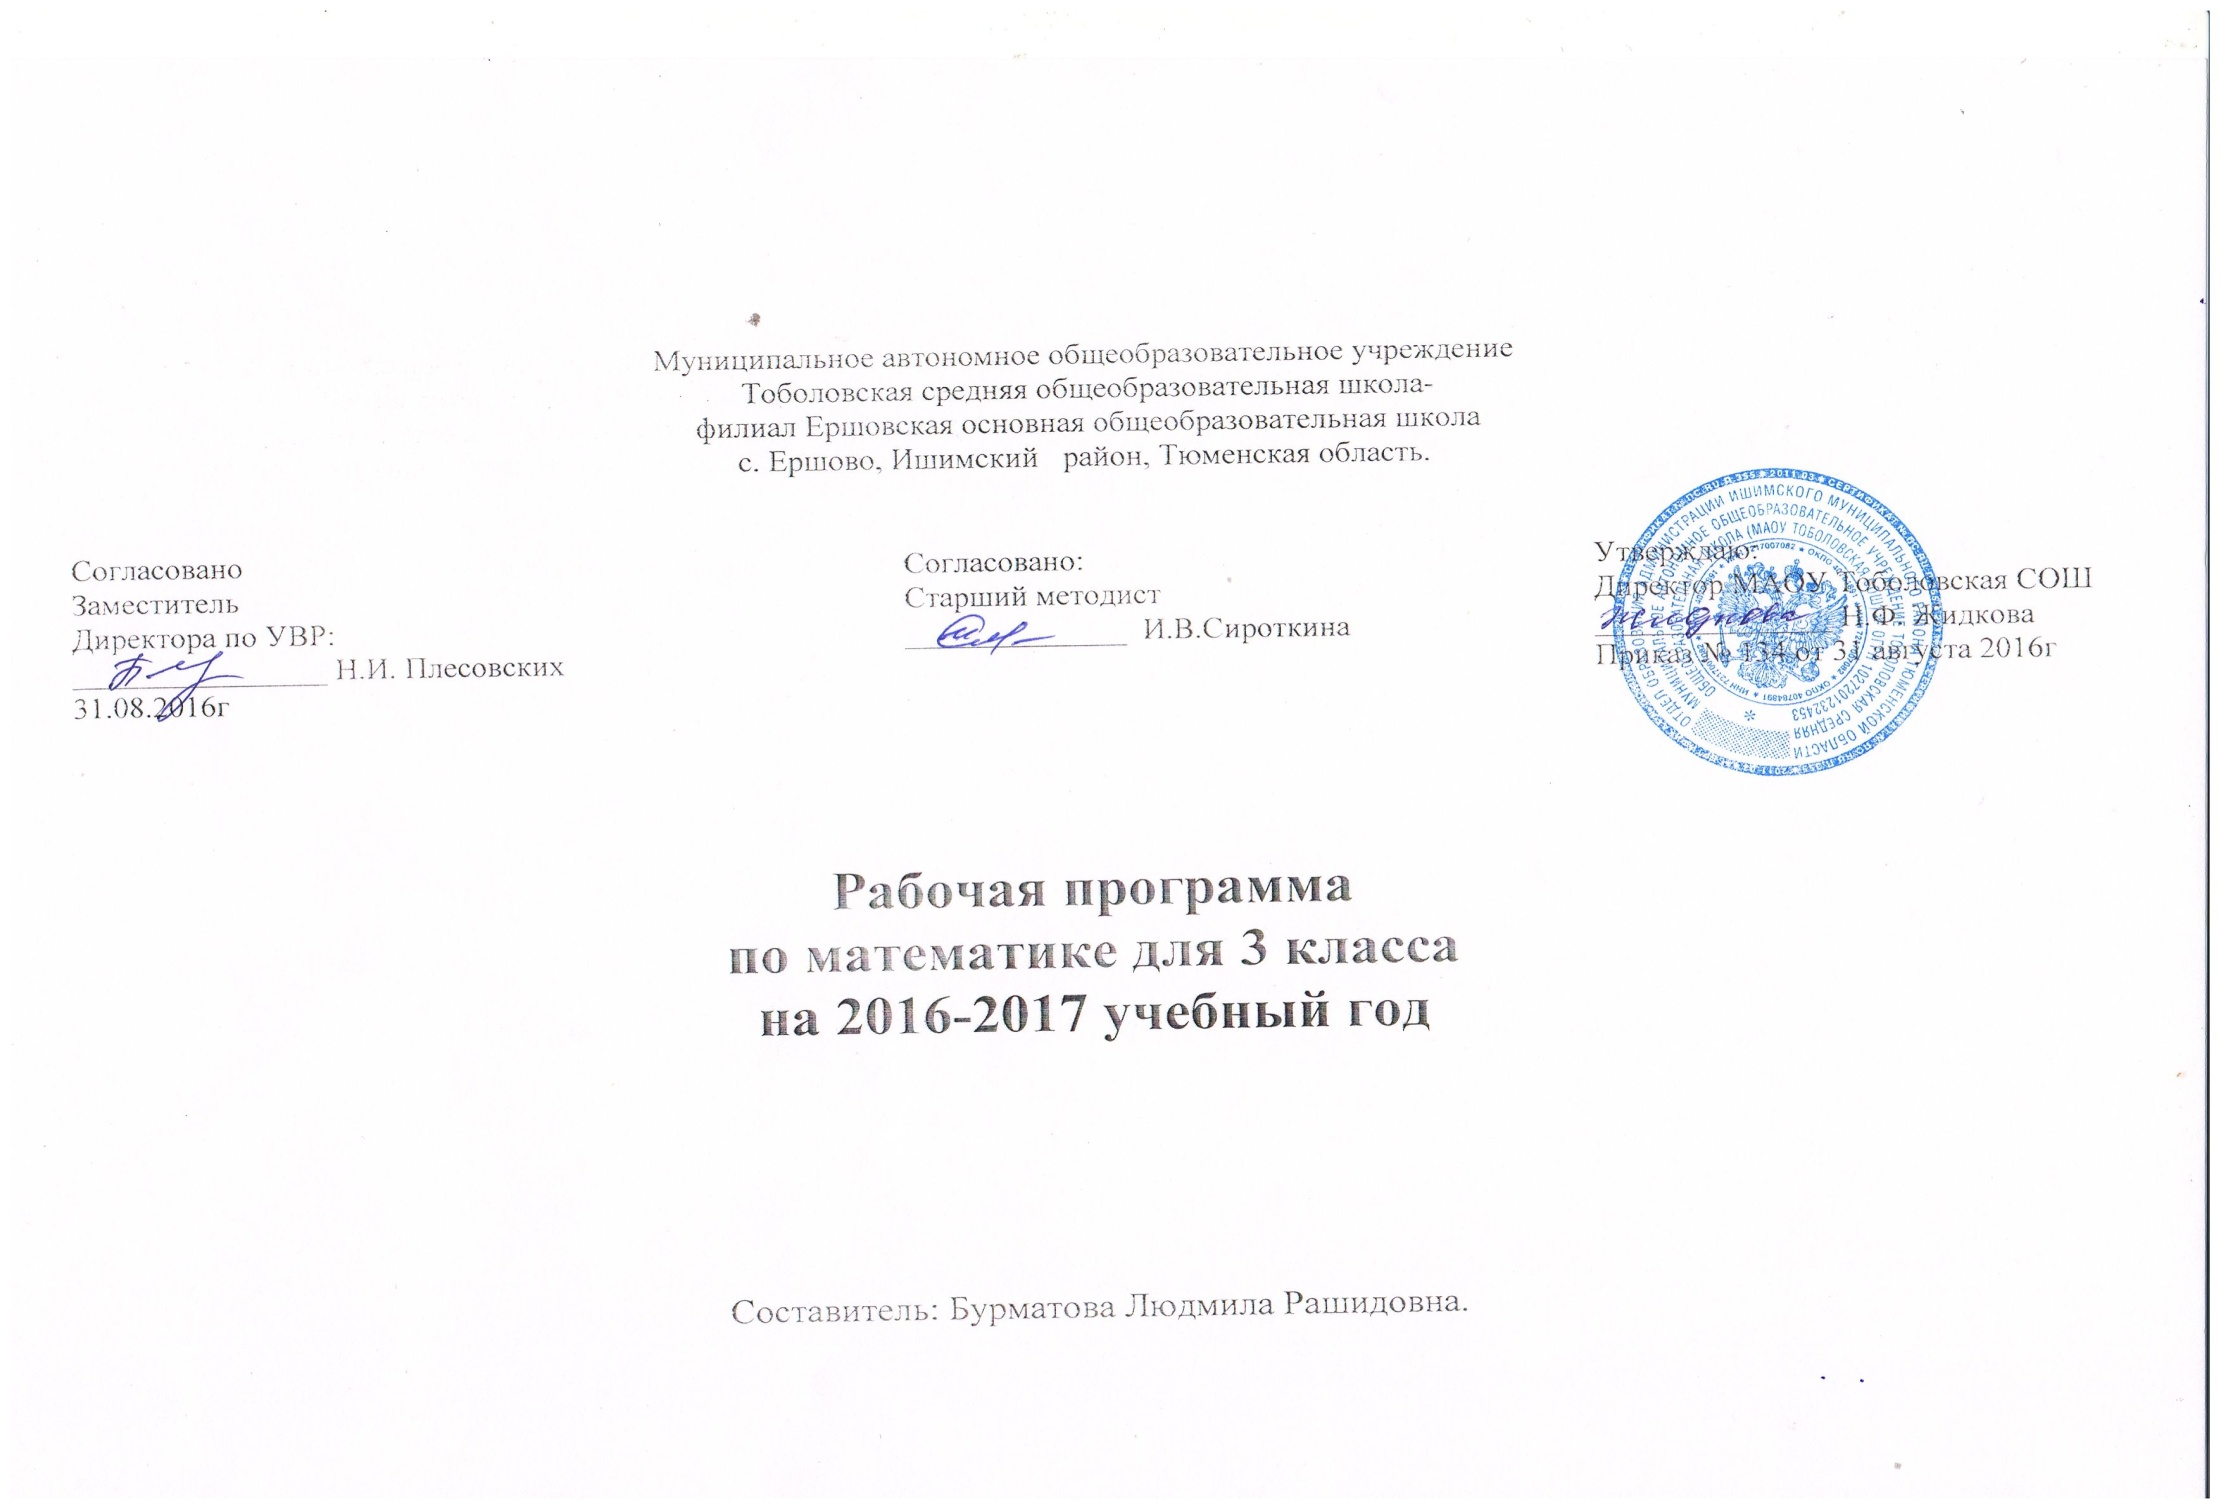 Муниципальное автономное общеобразовательное учреждение
Тоболовская средняя общеобразовательная школа-
филиал Ершовская основная общеобразовательная школа
с. Ершово, Ишимский район, Тюменская область.
Согласовано
Заместитель
Директора по УВР:
Н.И. Плесовских
31.08.2016г
Согласовано:
Старший методист
И.В.Сироткина
Утверждаю:
Директор МАОУ Тоболовская СОШ
Жидкова Н.Ф. Жидкова
Приказ № 134 от 31 августа 2016г
Рабочая программа
по математике для 3 класса
на 2016-2017 учебный год
Составитель: Бурматова Людмила Рашидовна.